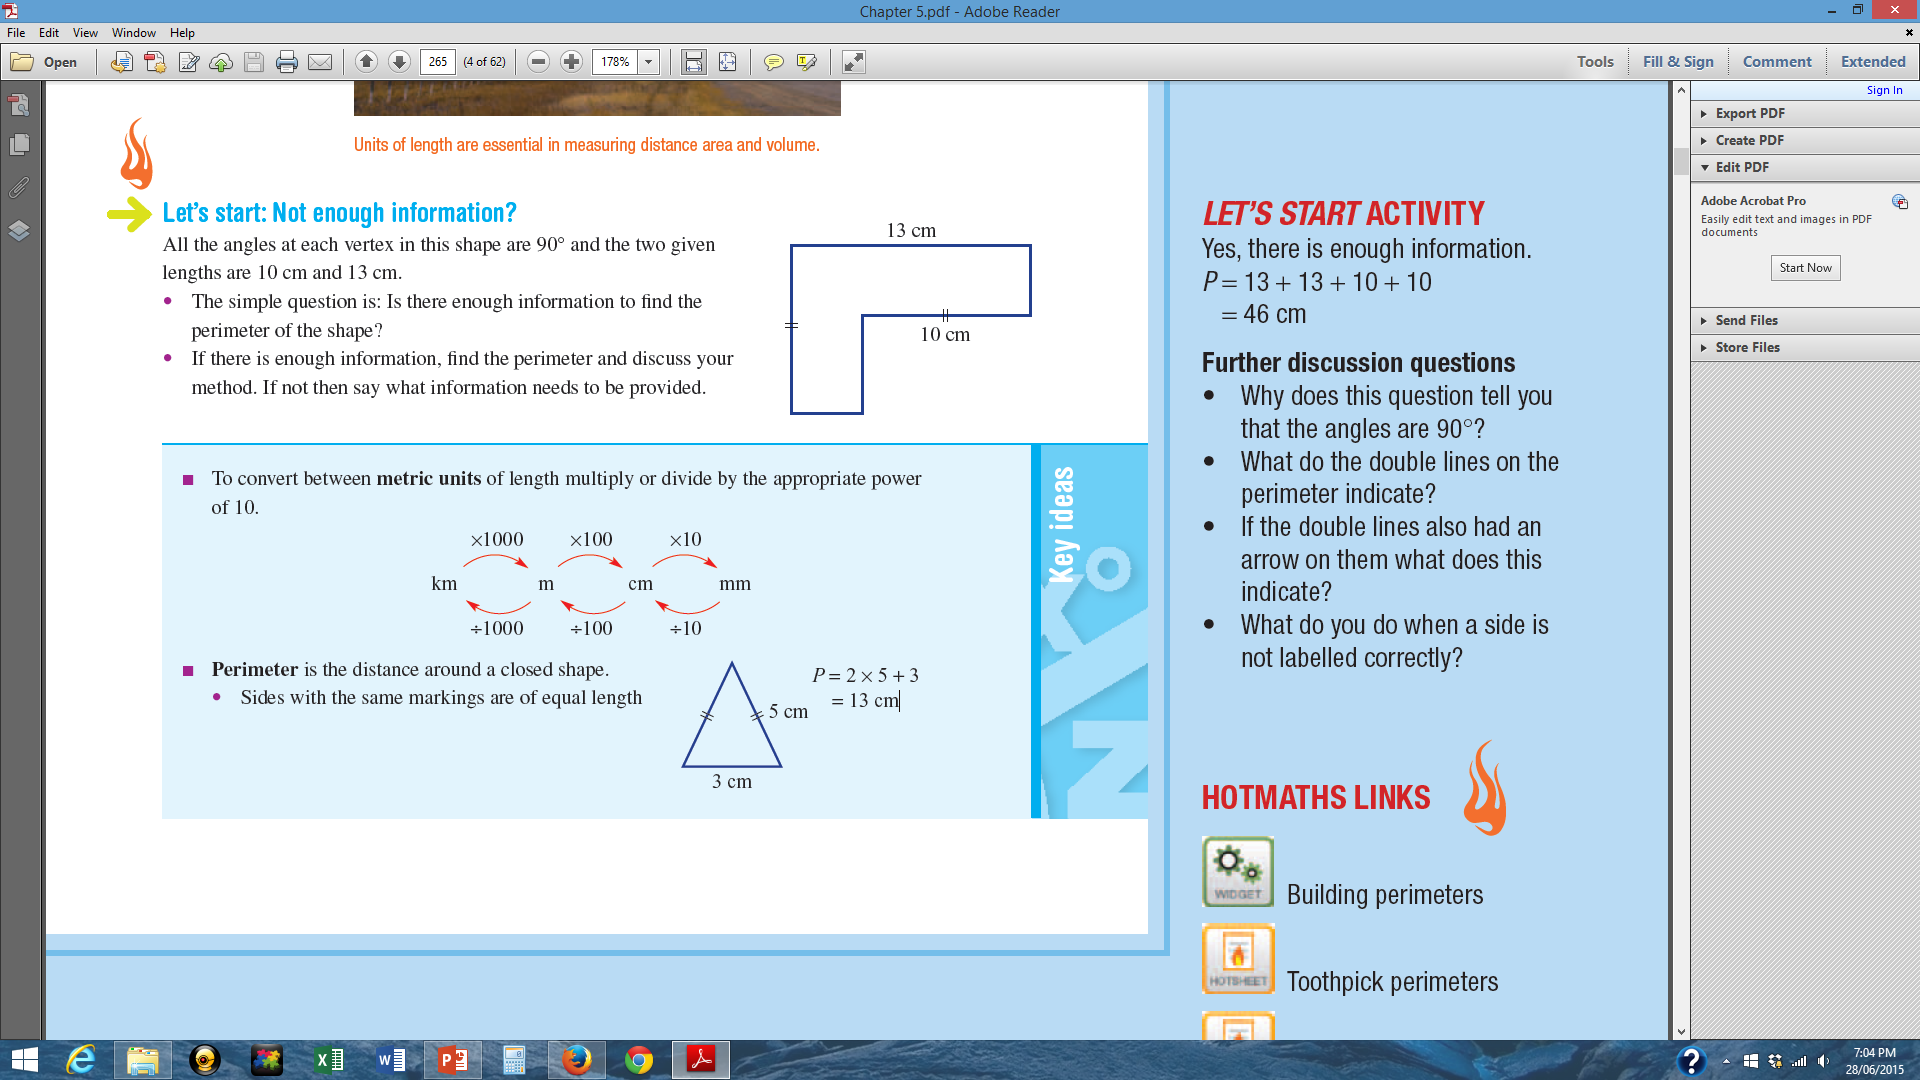 Chapter 5.pdf - Adobe Reader
File Edit View Window Help
Open 265 (4 of 62) 178% Tools Fill & Sign Comment Extended
Sign In
Export PDF
Create PDF
Edit PDF
Adobe Acrobat Pro
Easily edit text and images in PDF
documents
Start Now
Send Files
Store Files
Units of length are essential in measuring distance area and volume.
Let's start: Not enough information?
All the angles at each vertex in this shape are 90° and the two given
lengths are 10 cm and 13 cm.
• The simple question is: Is there enough information to find the
perimeter of the shape?
• If there is enough information, find the perimeter and discuss your
method. If not then say what information needs to be provided.
13 cm
10 cm
Key ideas
■ To convert between metric units of length multiply or divide by the appropriate power
of 10.
×1000 ×100 ×10
km m cm mm
÷1000 ÷100 ÷10
■ Perimeter is the distance around a closed shape.
• Sides with the same markings are of equal length
5 cm
3 cm
P = 2 × 5 + 3
= 13 cm
LET'S START ACTIVITY
Yes, there is enough information.
P = 13 + 13 + 10 + 10
= 46 cm
Further discussion questions
• Why does this question tell you
that the angles are 90°?
• What do the double lines on the
perimeter indicate?
• If the double lines also had an
arrow on them what does this
indicate?
• What do you do when a side is
not labelled correctly?
HOTMATHS LINKS
WIDGET
Building perimeters
HOTSHEET
Toothpick perimeters
7:04 PM
28/06/2015